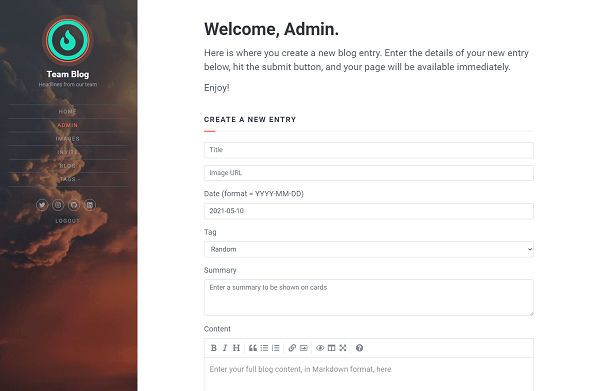 Team Blog
Headlines from our team
HOME
ADMIN
IMAGES
INVITE
BLOG
TAGS
LOGOUT
Welcome, Admin.
Here is where you create a new blog entry. Enter the details of your new entry
below, hit the submit button, and your page will be available immediately.
Enjoy!
CREATE A NEW ENTRY
Title
Image URL
Date (format = YYYY-MM-DD)
2021-05-10
Tag
Random
Summary
Enter a summary to be shown on cards
Content
B I H
Enter your full blog content, in Markdown format, here